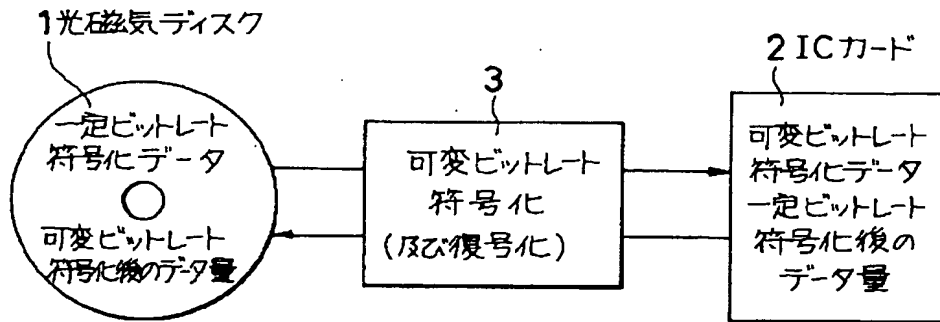 1光磁気ディスク
一定ビットレート
符号化データ
可変ビットレート
符号化後のデータ量
3
可変ビットレート
符号化
(及び復号化)
2 ICカード
可変ビットレート
符号化データ
一定ビットレート
符号化後の
データ量